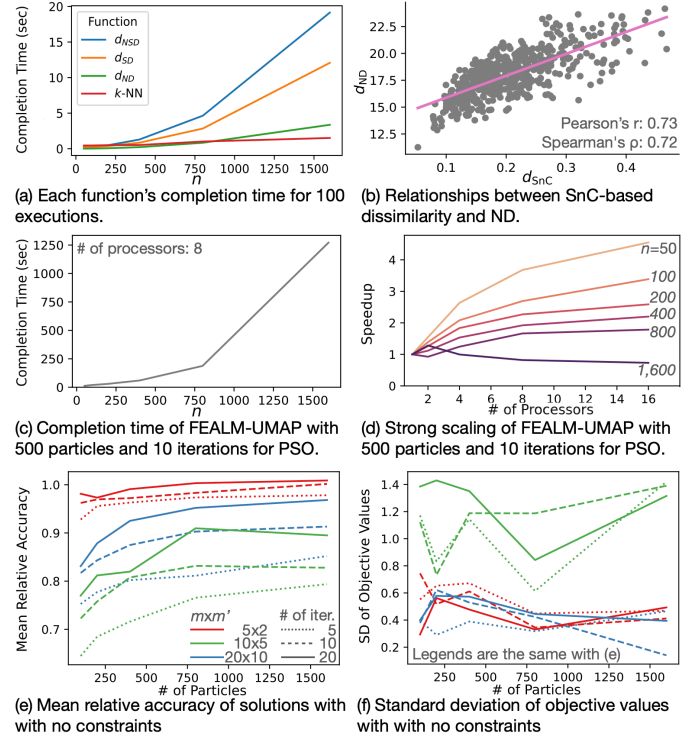 Completion Time (sec)
20
15
10
5
0
Function
d_NSD
d_SD
d_ND
k-NN
0 250 500 750 1000 1250 1500
n
(a) Each function's completion time for 100
executions.
d_ND
22.5
20.0
17.5
15.0
12.5
Pearson's r: 0.73
Spearman's ρ: 0.72
0.1 0.2 0.3 0.4
d_SnC
(b) Relationships between SnC-based
dissimilarity and ND.
Completion Time (sec)
1250
1000
750
500
250
0
# of processors: 8
0 250 500 750 1000 1250 1500
n
(c) Completion time of FEALM-UMAP with
500 particles and 10 iterations for PSO.
Speedup
4
3
2
1
0
n=50
100
200
400
800
1,600
2 4 6 8 10 12 14 16
# of Processors
(d) Strong scaling of FEALM-UMAP with
500 particles and 10 iterations for PSO.
Mean Relative Accuracy
1.0
0.9
0.8
0.7
mxm' # of iter.
5x2 5
10x5 10
20x10 20
250 500 750 1000 1250 1500
# of Particles
(e) Mean relative accuracy of solutions with
with no constraints
SD of Objective Values
1.4
1.2
1.0
0.8
0.6
0.4
0.2
Legends are the same with (e)
250 500 750 1000 1250 1500
# of Particles
(f) Standard deviation of objective values
with with no constraints